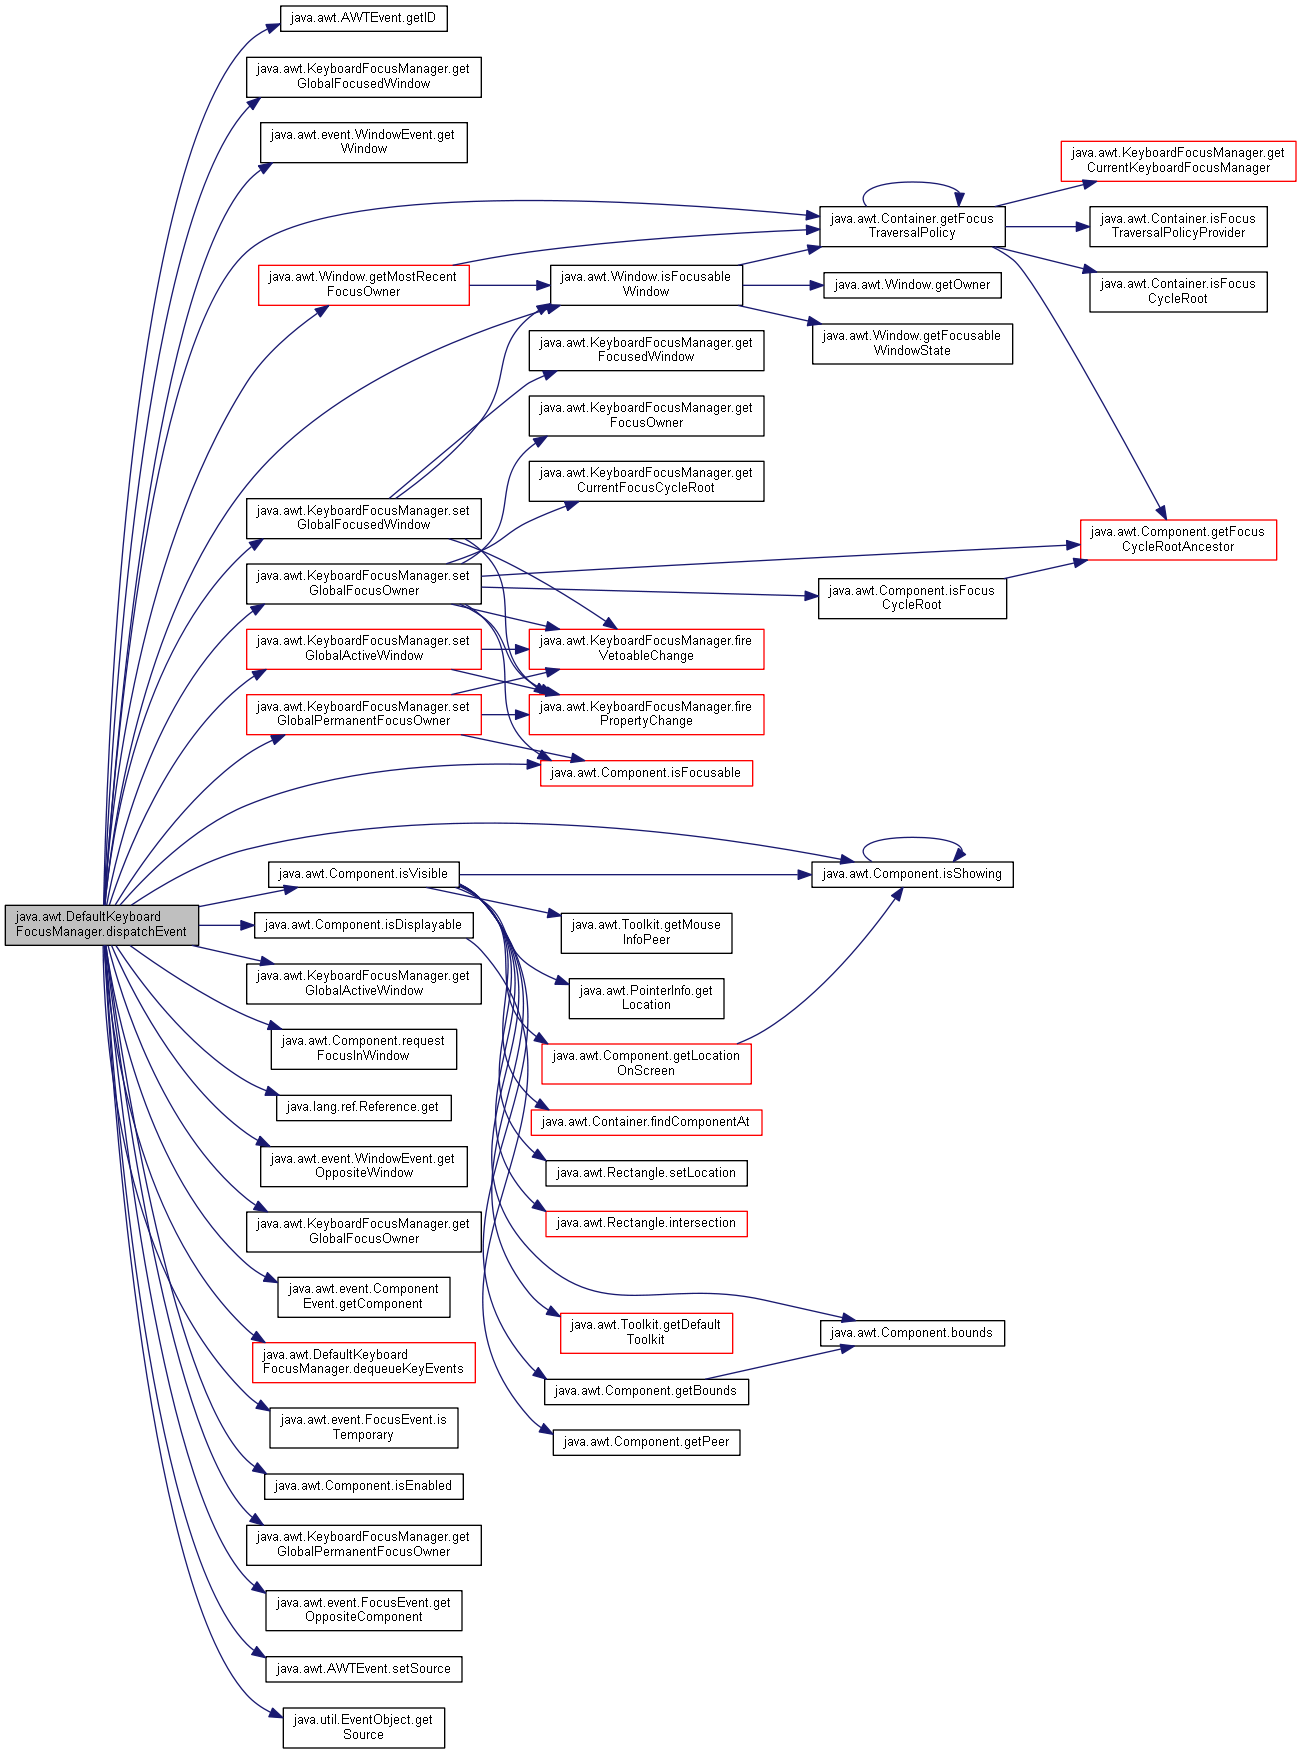 java.awt.AWTEvent.getID
java.awt.KeyboardFocusManager.get
GlobalFocusedWindow
java.awt.event.WindowEvent.get
Window
java.awt.KeyboardFocusManager.get
CurrentKeyboardFocusManager
java.awt.Container.getFocus
TraversalPolicy
java.awt.Container.isFocus
TraversalPolicyProvider
java.awt.Window.getMostRecent
FocusOwner
java.awt.Window.isFocusable
Window
java.awt.Window.getOwner
java.awt.Container.isFocus
CycleRoot
java.awt.Window.getFocusable
WindowState
java.awt.KeyboardFocusManager.get
FocusedWindow
java.awt.KeyboardFocusManager.get
FocusOwner
java.awt.KeyboardFocusManager.get
CurrentFocusCycleRoot
java.awt.KeyboardFocusManager.set
GlobalFocusedWindow
java.awt.Component.getFocus
CycleRootAncestor
java.awt.KeyboardFocusManager.set
GlobalFocusOwner
java.awt.Component.isFocus
CycleRoot
java.awt.KeyboardFocusManager.set
GlobalActiveWindow
java.awt.KeyboardFocusManager.fire
VetoableChange
java.awt.KeyboardFocusManager.set
GlobalPermanentFocusOwner
java.awt.KeyboardFocusManager.fire
PropertyChange
java.awt.Component.isFocusable
java.awt.Component.isVisible
java.awt.Component.isShowing
java.awt.DefaultKeyboard
FocusManager.dispatchEvent
java.awt.Component.isDisplayable
java.awt.Toolkit.getMouse
InfoPeer
java.awt.KeyboardFocusManager.get
GlobalActiveWindow
java.awt.PointerInfo.get
Location
java.awt.Component.request
FocusInWindow
java.awt.Component.getLocation
OnScreen
java.lang.ref.Reference.get
java.awt.Container.findComponentAt
java.awt.event.WindowEvent.get
OppositeWindow
java.awt.Rectangle.setLocation
java.awt.KeyboardFocusManager.get
GlobalFocusOwner
java.awt.Rectangle.intersection
java.awt.event.Component
Event.getComponent
java.awt.Toolkit.getDefault
Toolkit
java.awt.Component.bounds
java.awt.DefaultKeyboard
FocusManager.dequeueKeyEvents
java.awt.Component.getBounds
java.awt.event.FocusEvent.is
Temporary
java.awt.Component.getPeer
java.awt.Component.isEnabled
java.awt.KeyboardFocusManager.get
GlobalPermanentFocusOwner
java.awt.event.FocusEvent.get
OppositeComponent
java.awt.AWTEvent.setSource
java.util.EventObject.get
Source